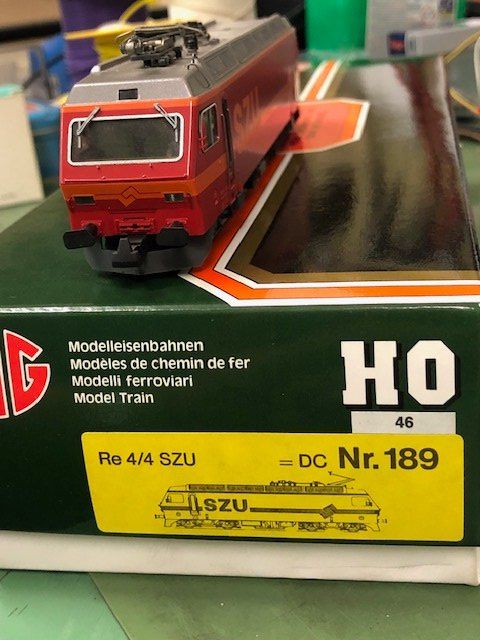 SZU
Modelleisenbahnen
Modèles de chemin de fer
Modelli ferroviari
Model Train
HO
46
Re 4/4 SZU = DC Nr. 189
SZU